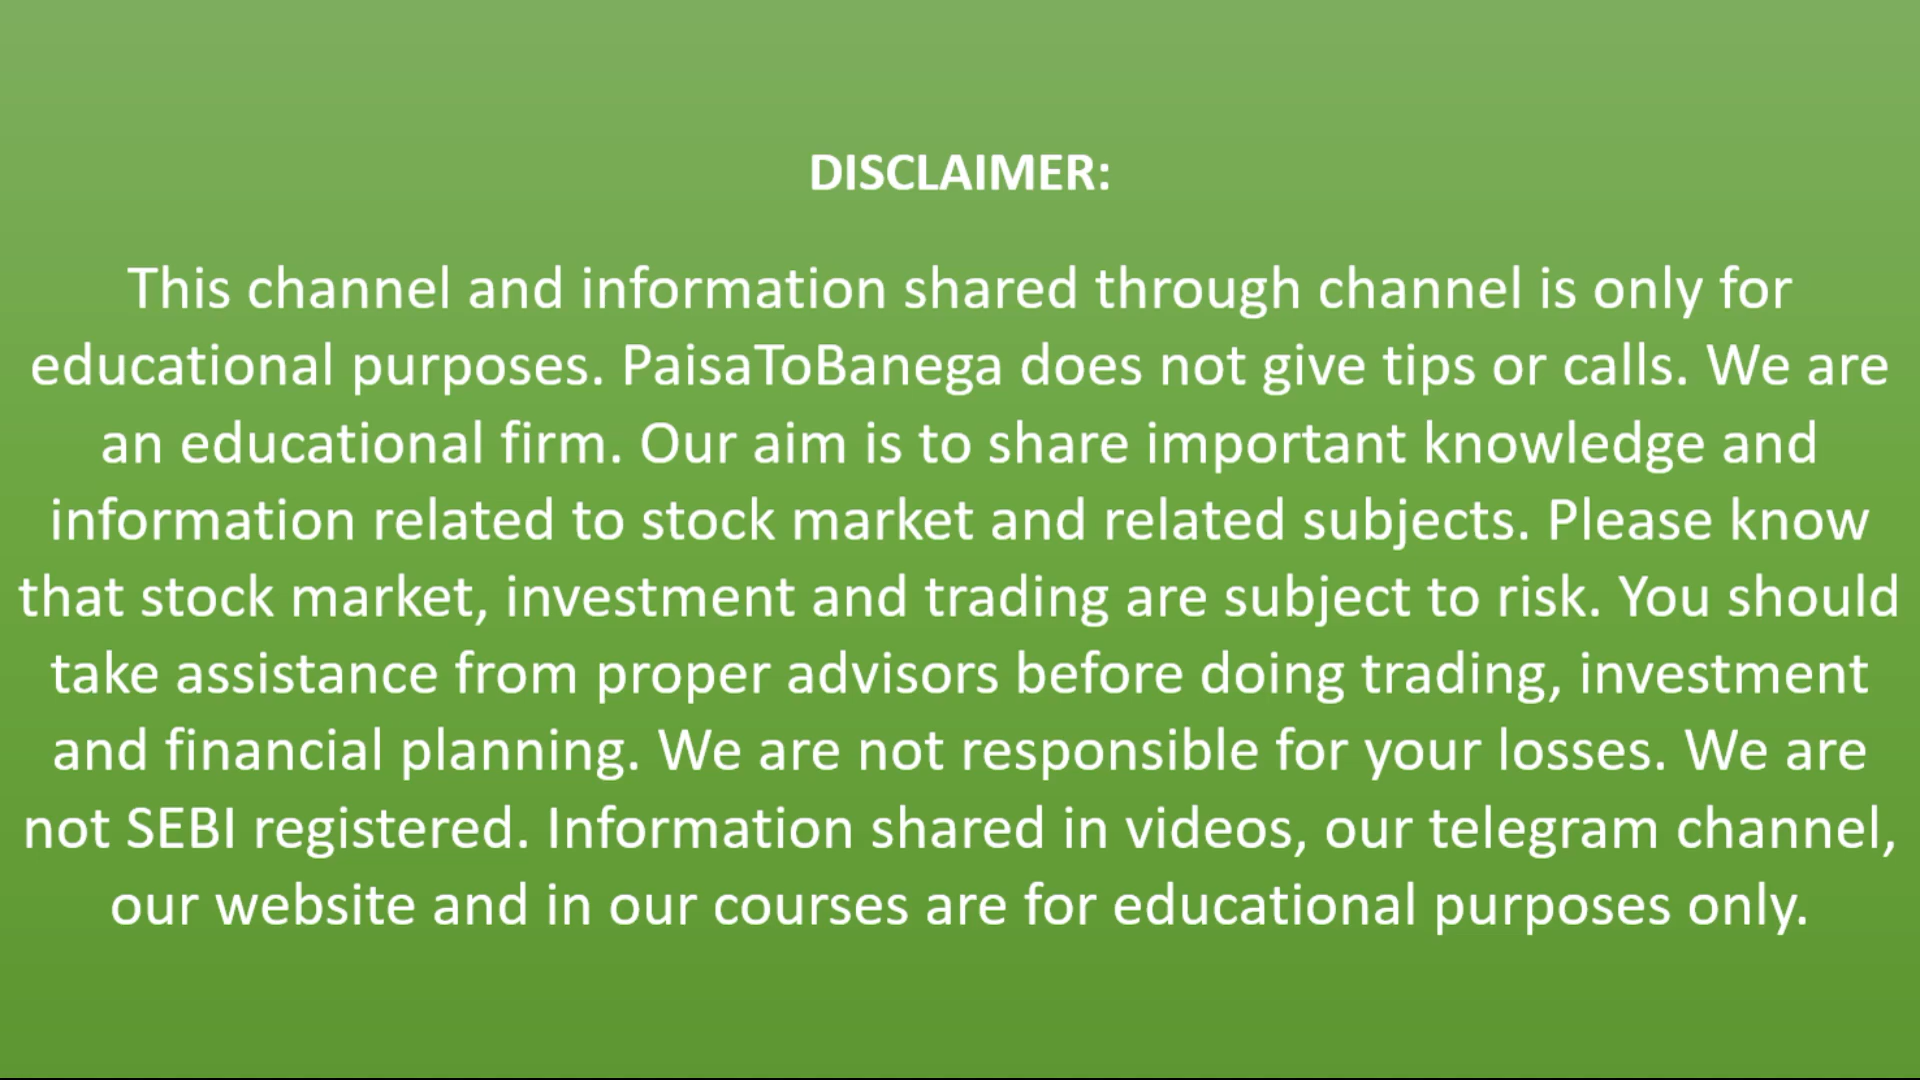 DISCLAIMER:
This channel and information shared through channel is only for
educational purposes. PaisaToBanega does not give tips or calls. We are
an educational firm. Our aim is to share important knowledge and
information related to stock market and related subjects. Please know
that stock market, investment and trading are subject to risk. You should
take assistance from proper advisors before doing trading, investment
and financial planning. We are not responsible for your losses. We are
not SEBI registered. Information shared in videos, our telegram channel,
our website and in our courses are for educational purposes only.